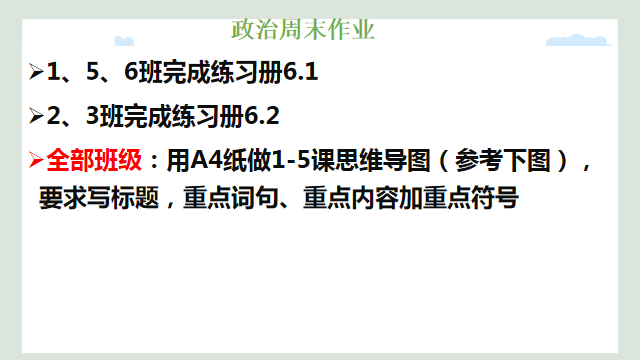 政治周末作业
➢1、5、6班完成练习册6.1
➢2、3班完成练习册6.2
➢全部班级：用A4纸做1-5课思维导图（参考下图），
要求写标题，重点词句、重点内容加重点符号